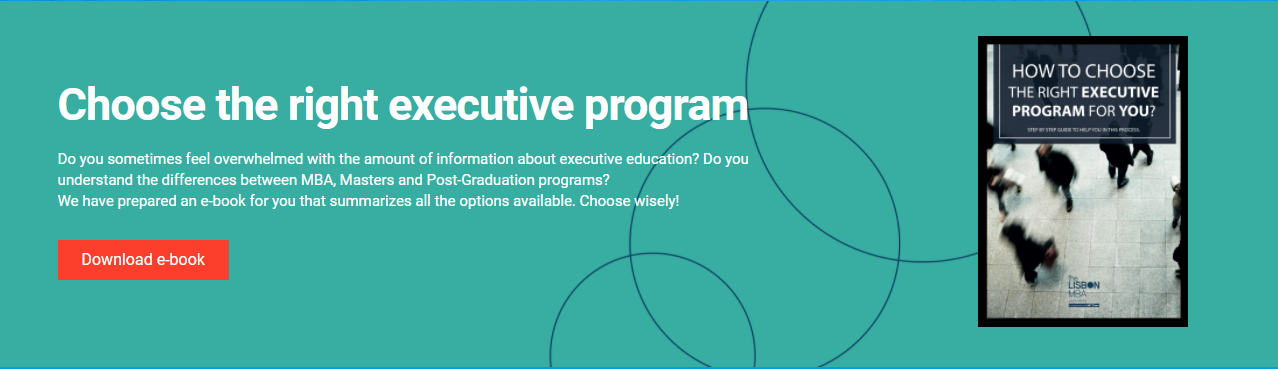 Choose the right executive program
Do you sometimes feel overwhelmed with the amount of information about executive education? Do you
understand the differences between MBA, Masters and Post-Graduation programs?
We have prepared an e-book for you that summarizes all the options available. Choose wisely!
Download e-book
HOW TO CHOOSE
THE RIGHT EXECUTIVE
PROGRAM FOR YOU?
STEP BY STEP GUIDE TO HELP YOU IN THIS PROCESS.
The
LISBON
MBA